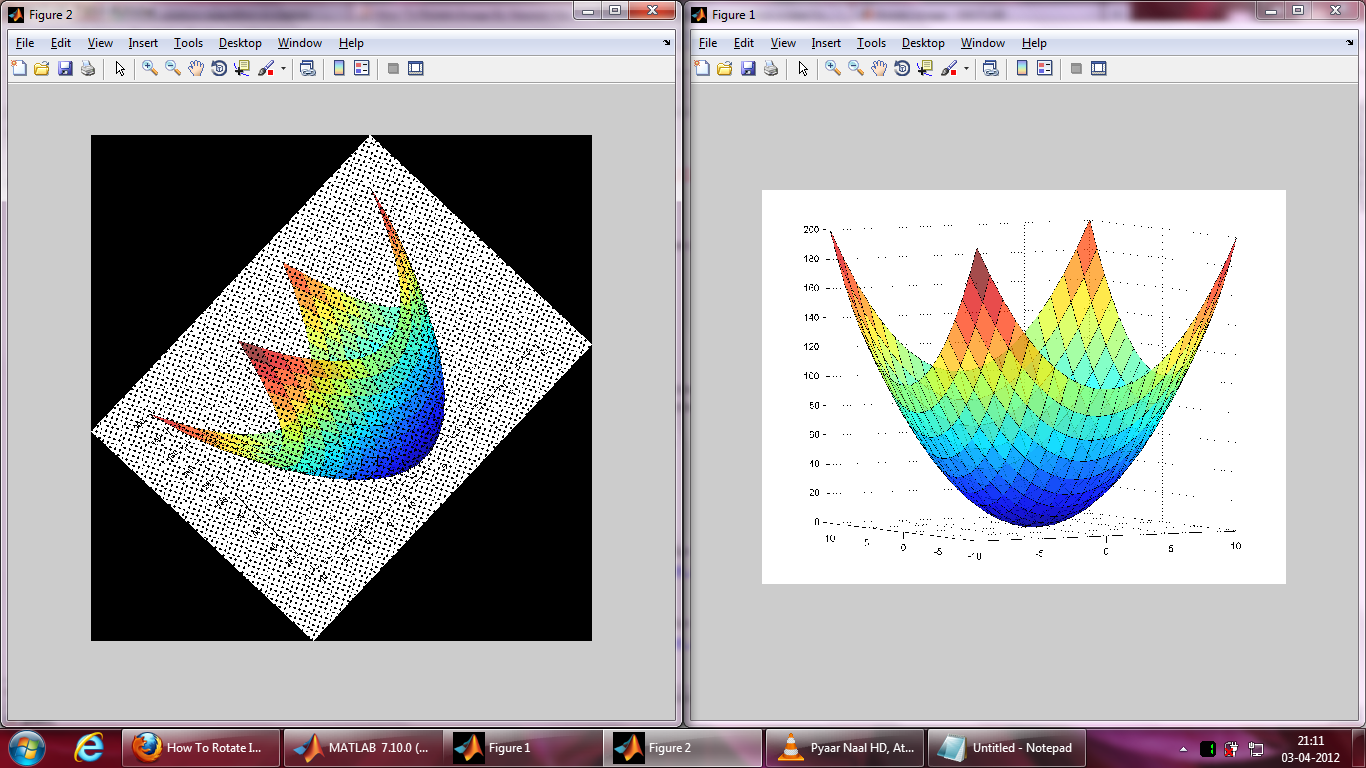 Figure 2
File Edit View Insert Tools Desktop Window Help
Figure 1
File Edit View Insert Tools Desktop Window Help
200
180
160
140
120
100
80
60
40
20
0
10 5 0 -5 -10 -5 0 5 10
How To Rotate I...
MATLAB 7.10.0 (...
Figure 1
Figure 2
Pyaar Naal HD, At...
Untitled - Notepad
21:11
03-04-2012